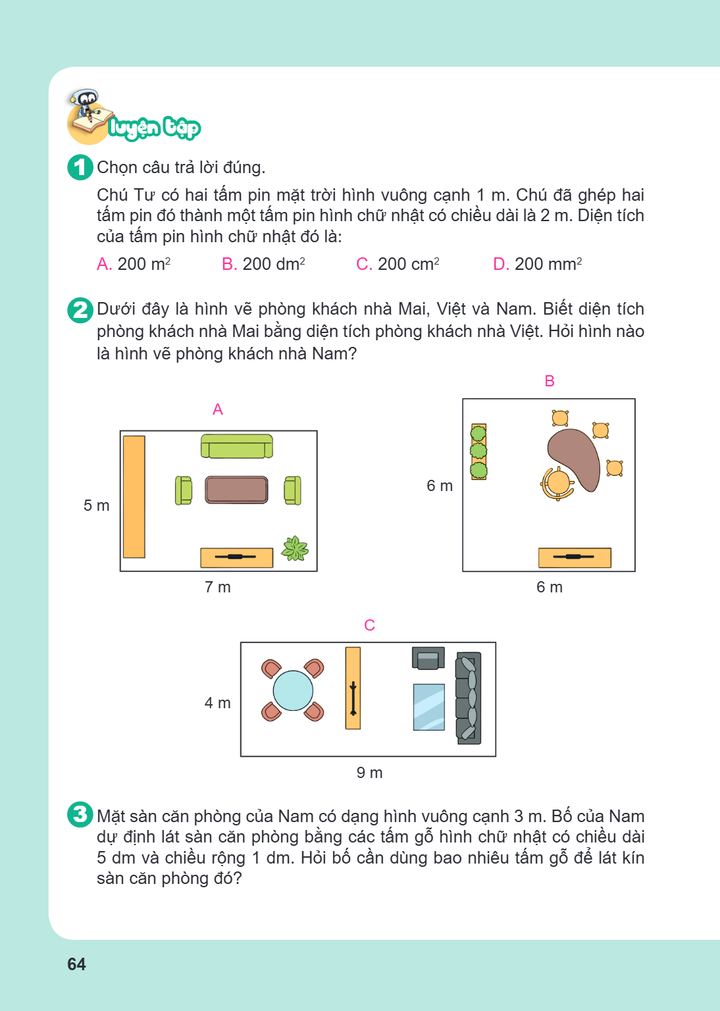 luyện tập
1 Chọn câu trả lời đúng.
Chú Tư có hai tấm pin mặt trời hình vuông cạnh 1 m. Chú đã ghép hai
tấm pin đó thành một tấm pin hình chữ nhật có chiều dài là 2 m. Diện tích
của tấm pin hình chữ nhật đó là:
A. 200 m² B. 200 dm² C. 200 cm² D. 200 mm²
2 Dưới đây là hình vẽ phòng khách nhà Mai, Việt và Nam. Biết diện tích
phòng khách nhà Mai bằng diện tích phòng khách nhà Việt. Hỏi hình nào
là hình vẽ phòng khách nhà Nam?
A
5 m
7 m
B
6 m
6 m
C
4 m
9 m
3 Mặt sàn căn phòng của Nam có dạng hình vuông cạnh 3 m. Bố của Nam
dự định lát sàn căn phòng bằng các tấm gỗ hình chữ nhật có chiều dài
5 dm và chiều rộng 1 dm. Hỏi bố cần dùng bao nhiêu tấm gỗ để lát kín
sàn căn phòng đó?
64